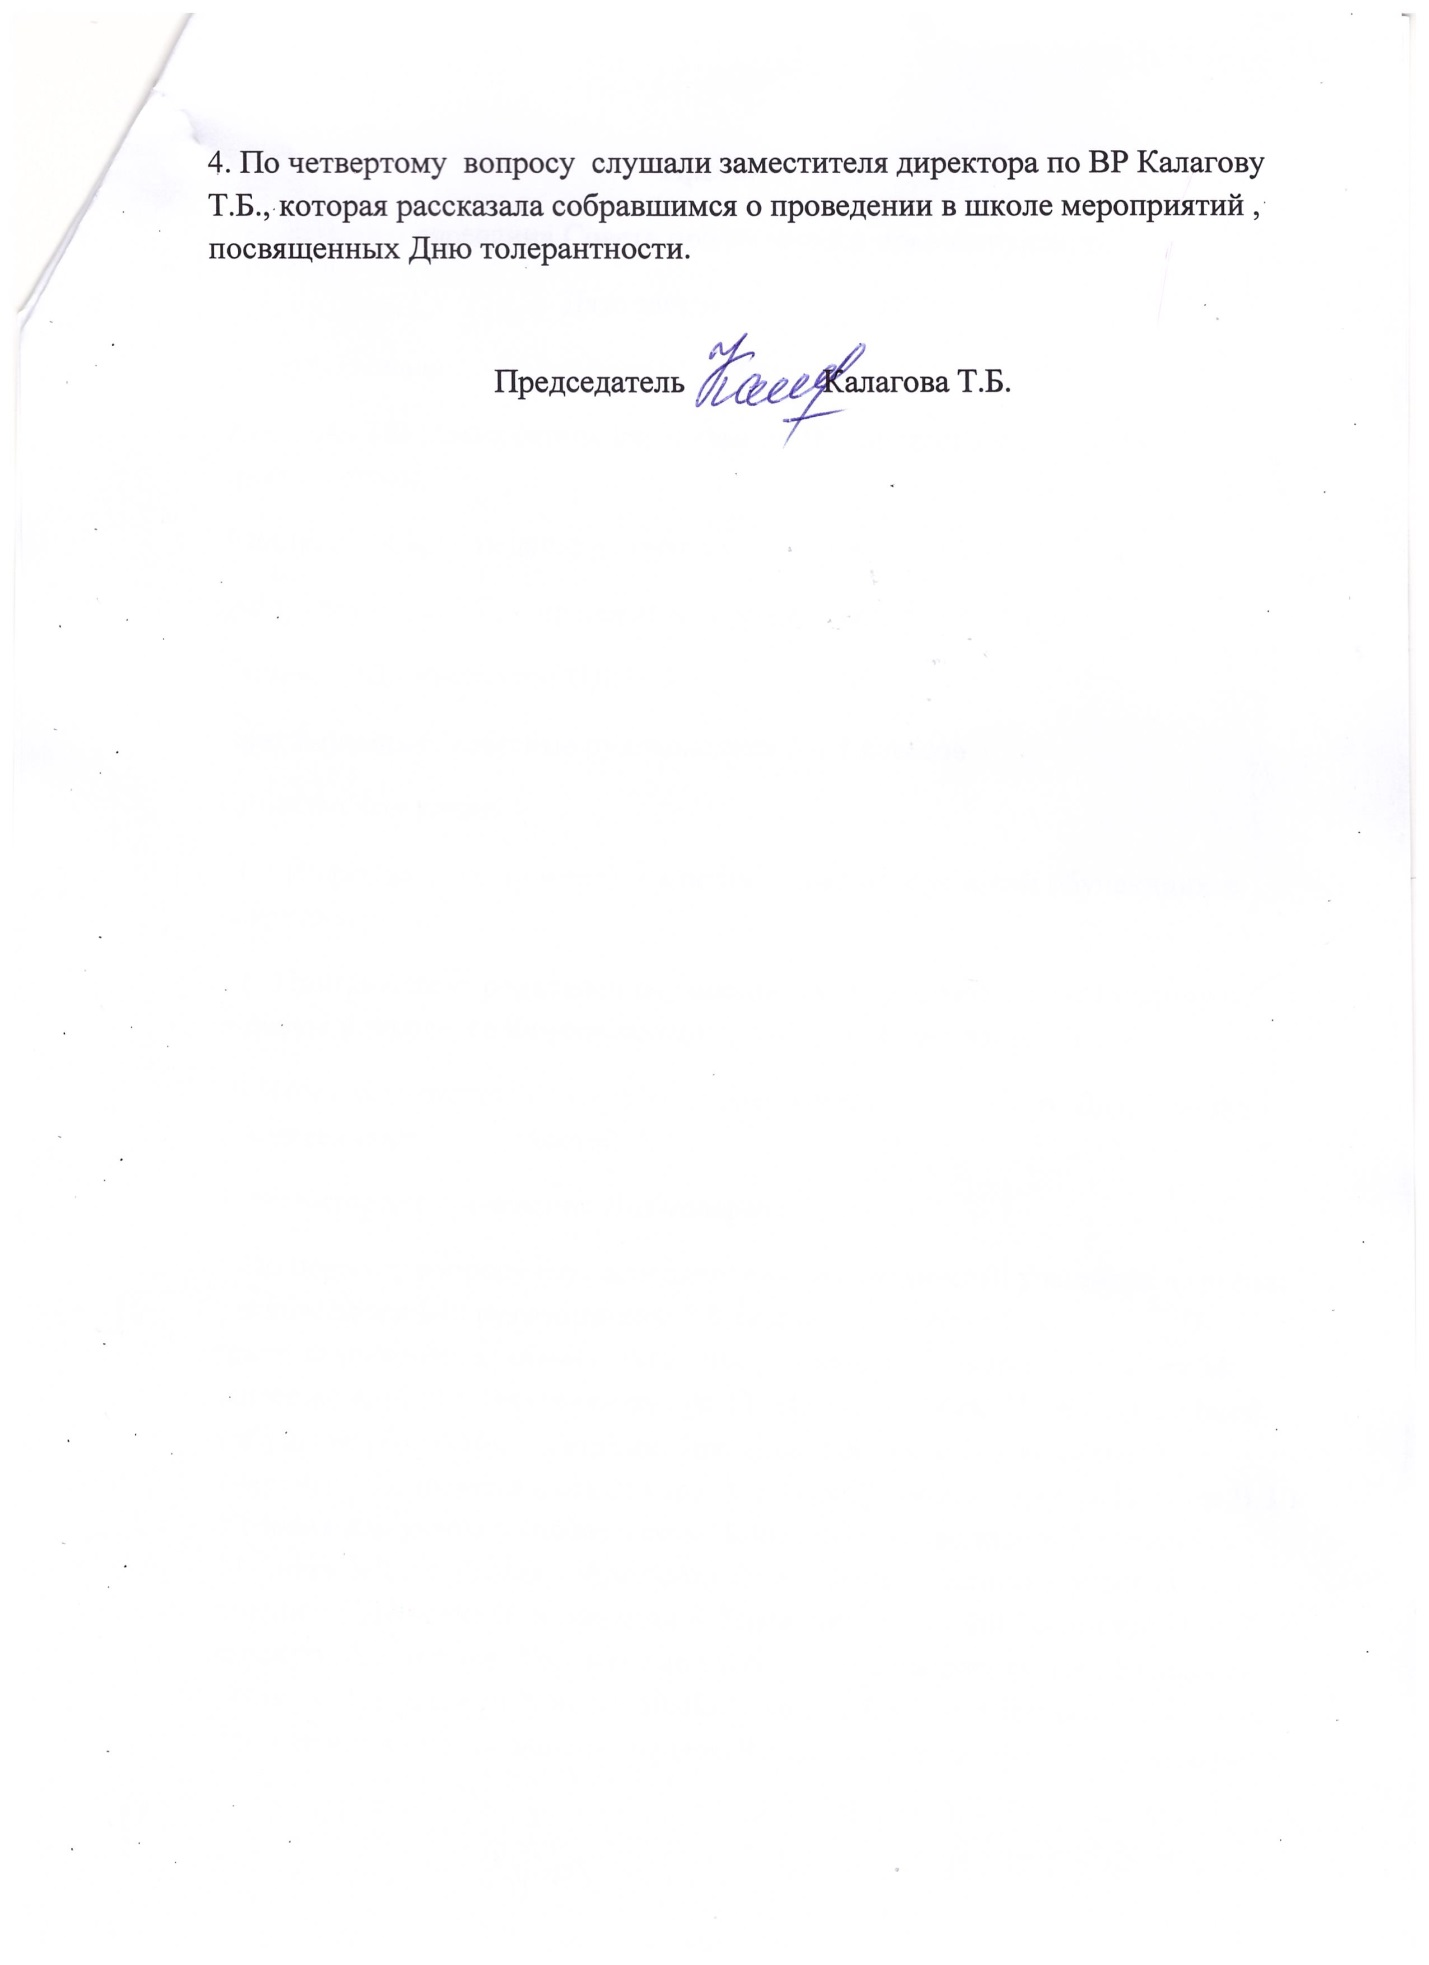 4. По четвертому вопросу слушали заместителя директора по ВР Калагову
Т.Б., которая рассказала собравшимся о проведении в школе мероприятий ,
посвященных Дню толерантности.
Председатель Калагова Т.Б.